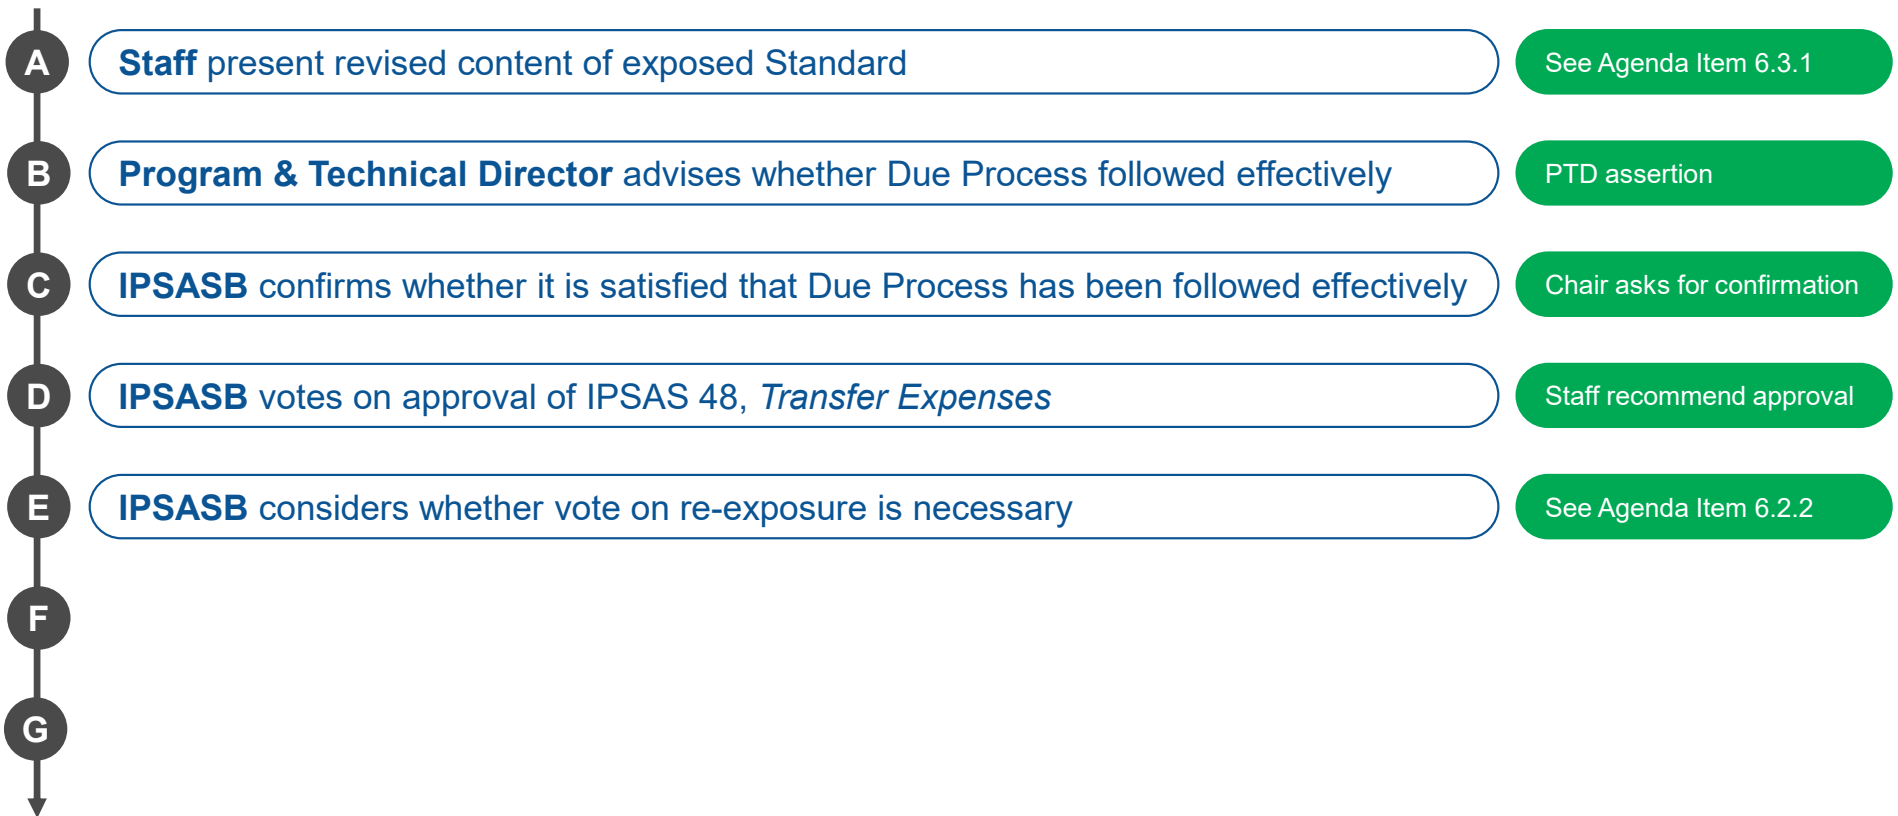 A
Staff present revised content of exposed Standard
See Agenda Item 6.3.1
B
Program & Technical Director advises whether Due Process followed effectively
PTD assertion
C
IPSASB confirms whether it is satisfied that Due Process has been followed effectively
Chair asks for confirmation
D
IPSASB votes on approval of IPSAS 48, Transfer Expenses
Staff recommend approval
E
IPSASB considers whether vote on re-exposure is necessary
See Agenda Item 6.2.2
F
G